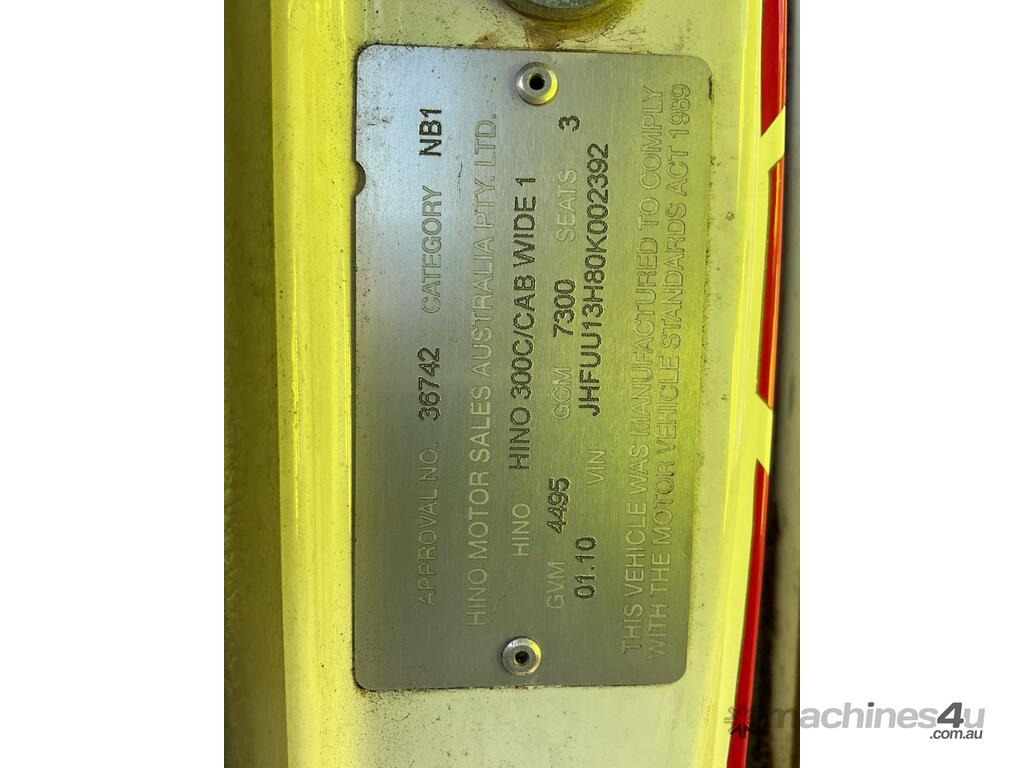 APPROVAL NO. 36742 CATEGORY NB1
HINO MOTOR SALES AUSTRALIA PTY. LTD.
HINO HINO 300C/CAB WIDE 1
GVM 4495 GCM 7300 SEATS 3
01.10 VIN JHFUU13H80K002392
THIS VEHICLE WAS MANUFACTURED TO COMPLY
WITH THE MOTOR VEHICLE STANDARDS ACT 1989
machines4u
.com.au